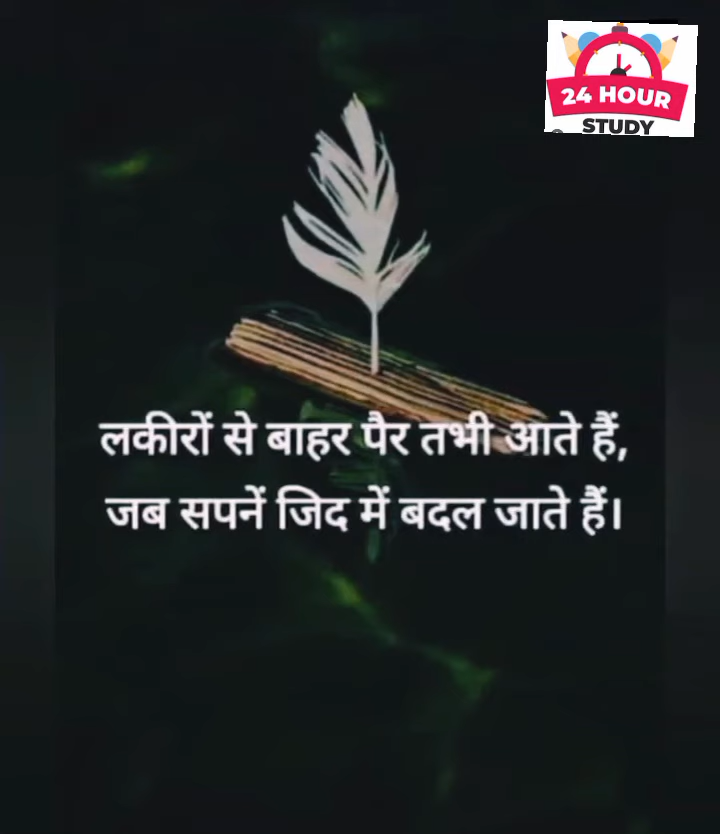 24 HOUR
STUDY
लकीरों से बाहर पैर तभी आते हैं,
जब सपनें जिद में बदल जाते हैं।